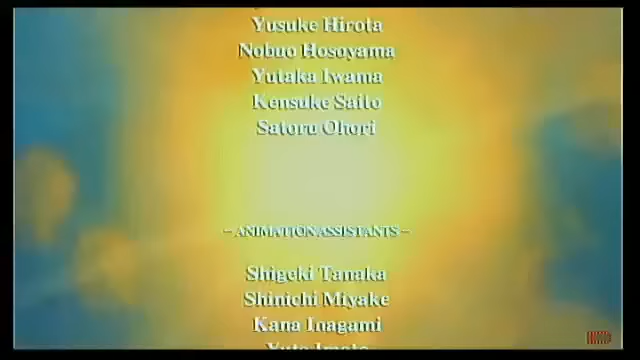 Yusuke Hirota
Nobuo Hosoyama
Yutaka Iwama
Kensuke Saito
Satoru Ohori
– ANIMATION ASSISTANTS –
Shigeki Tanaka
Shinichi Miyake
Kana Inagami